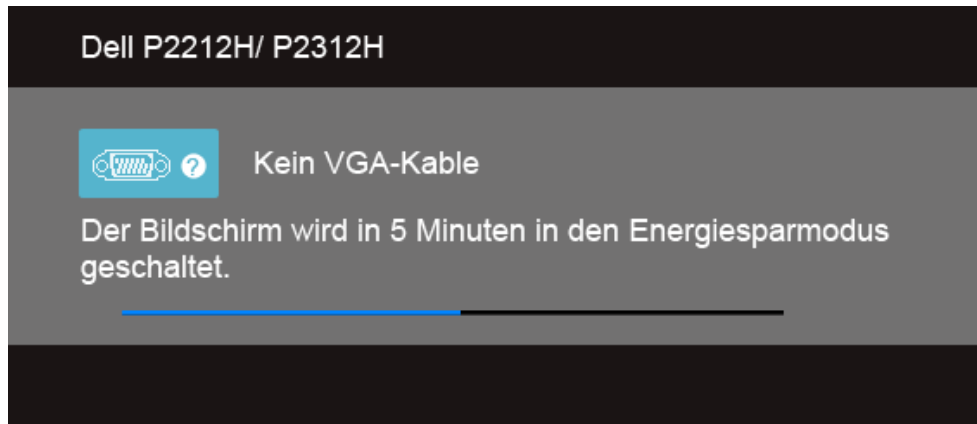 Dell P2212H/ P2312H
Kein VGA-Kable
Der Bildschirm wird in 5 Minuten in den Energiesparmodus
geschaltet.